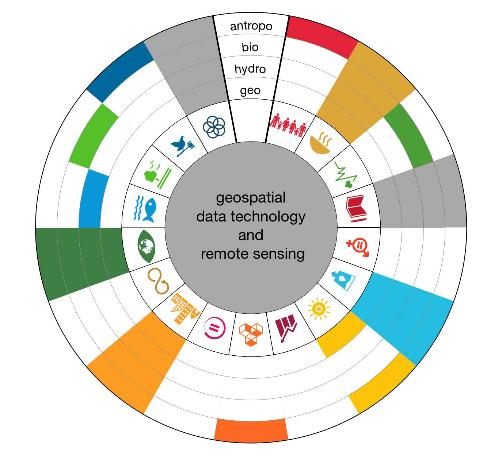 antropo
bio
hydro
geo
geospatial
data technology
and
remote sensing